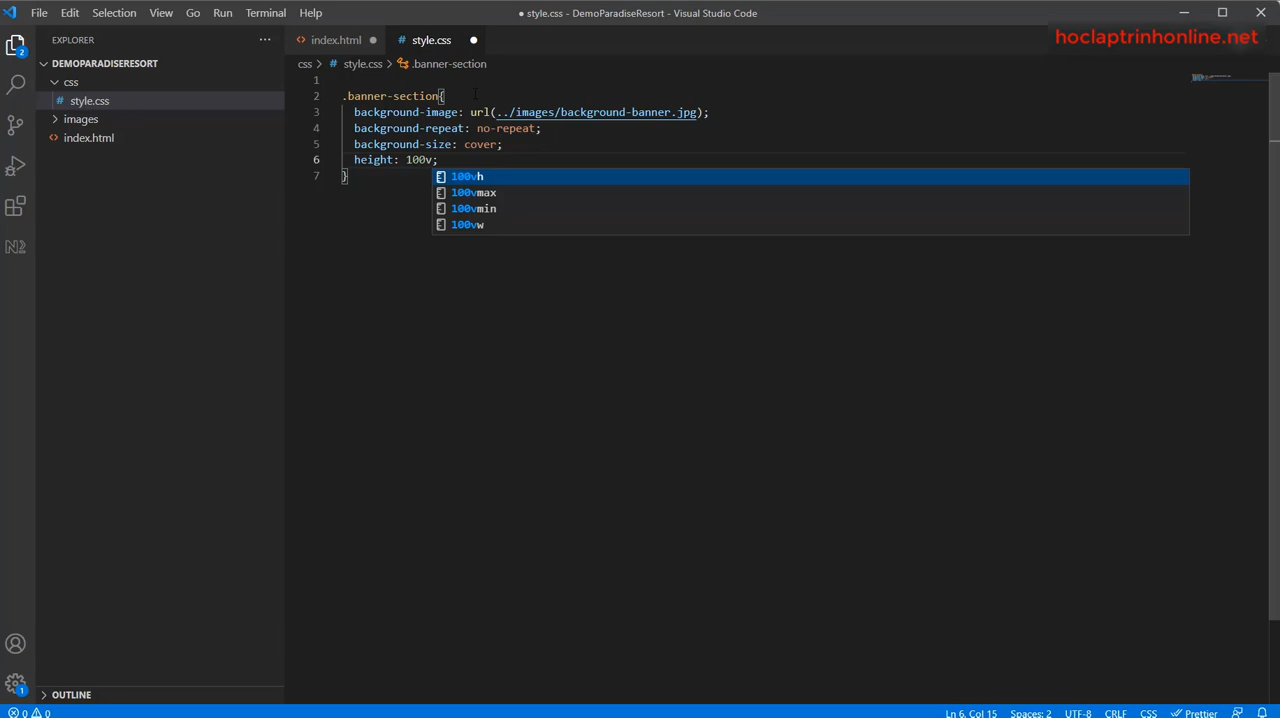 File Edit Selection View Go Run Terminal Help
● style.css - DemoParadiseResort - Visual Studio Code
hoclaptrinhonline.net
EXPLORER ...
<> index.html ●
# style.css ●
DEMOPARADISERESORT
css > # style.css > .banner-section
css
# style.css
images
<> index.html
1
2 .banner-section{
3 background-image: url(../images/background-banner.jpg);
4 background-repeat: no-repeat;
5 background-size: cover;
6 height: 100v;
7 }
100vh
100vmax
100vmin
100vw
2
N2
1
OUTLINE
0 0
Ln 6, Col 15 Spaces: 2 UTF-8 CRLF CSS Prettier